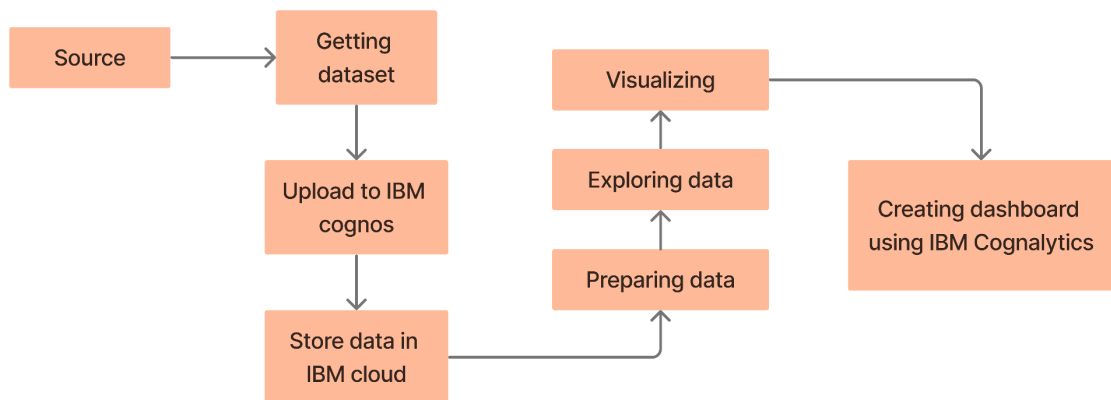 Source
Getting
dataset
Upload to IBM
cognos
Store data in
IBM cloud
Preparing data
Exploring data
Visualizing
Creating dashboard
using IBM Cognalytics